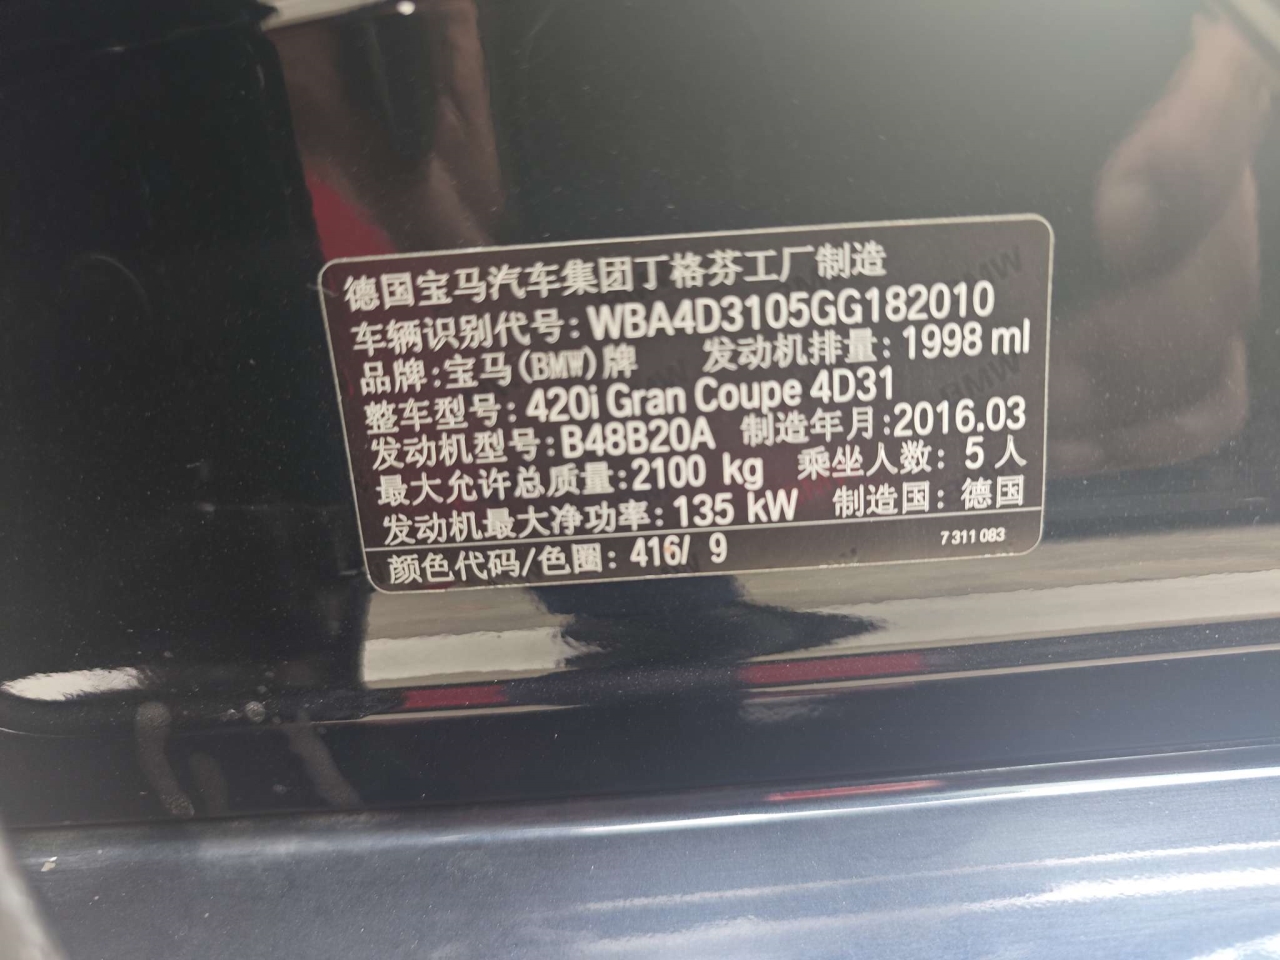 德国宝马汽车集团丁格芬工厂制造
车辆识别代号: WBA4D3105GG182010
品牌: 宝马(BMW)牌 发动机排量: 1998 ml
整车型号: 420i Gran Coupe 4D31
发动机型号: B48B20A 制造年月: 2016.03
最大允许总质量: 2100 kg 乘坐人数: 5 人
发动机最大净功率: 135 kW 制造国: 德国
颜色代码/色圈: 416/ 9 7 311 083